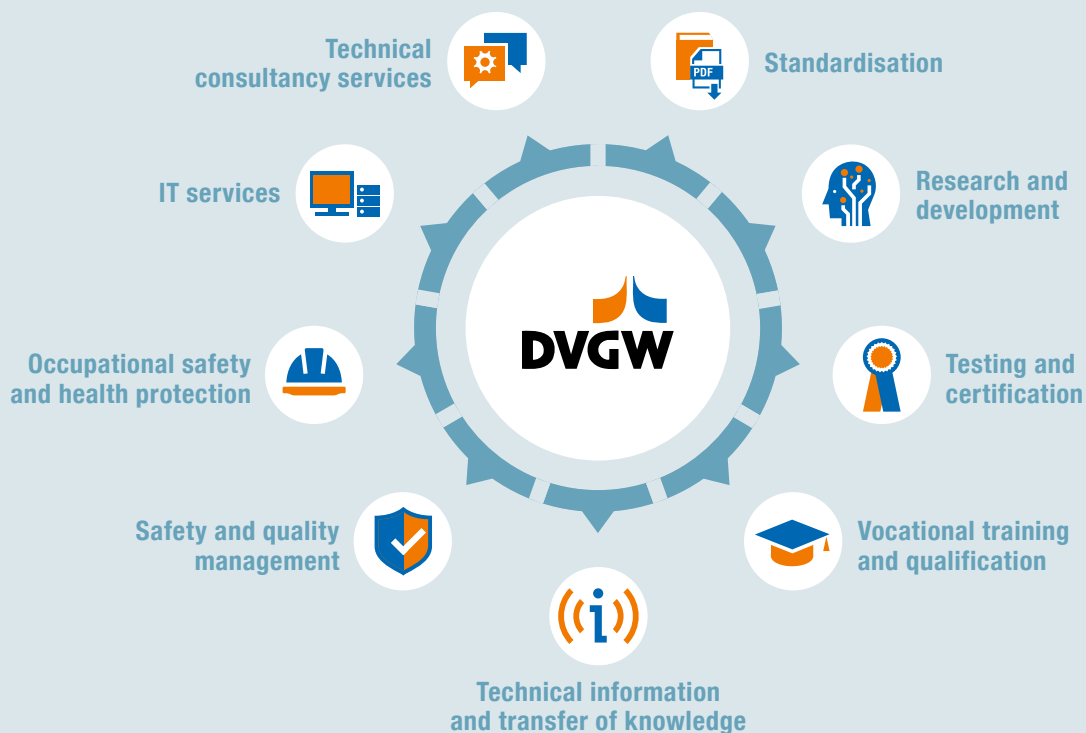 Technical
consultancy services
PDF
Standardisation
IT services
Research and
development
DVGW
Occupational safety
and health protection
Testing and
certification
Safety and quality
management
Vocational training
and qualification
Technical information
and transfer of knowledge